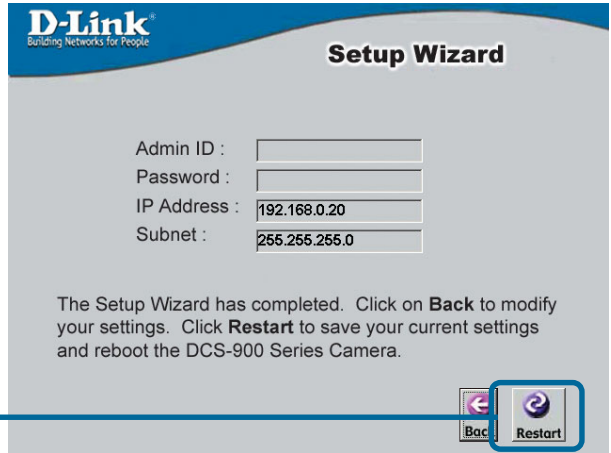 D-Link
Building Networks for People
Setup Wizard
Admin ID :
Password :
IP Address : 192.168.0.20
Subnet : 255.255.255.0
The Setup Wizard has completed. Click on Back to modify
your settings. Click Restart to save your current settings
and reboot the DCS-900 Series Camera.
Back Restart